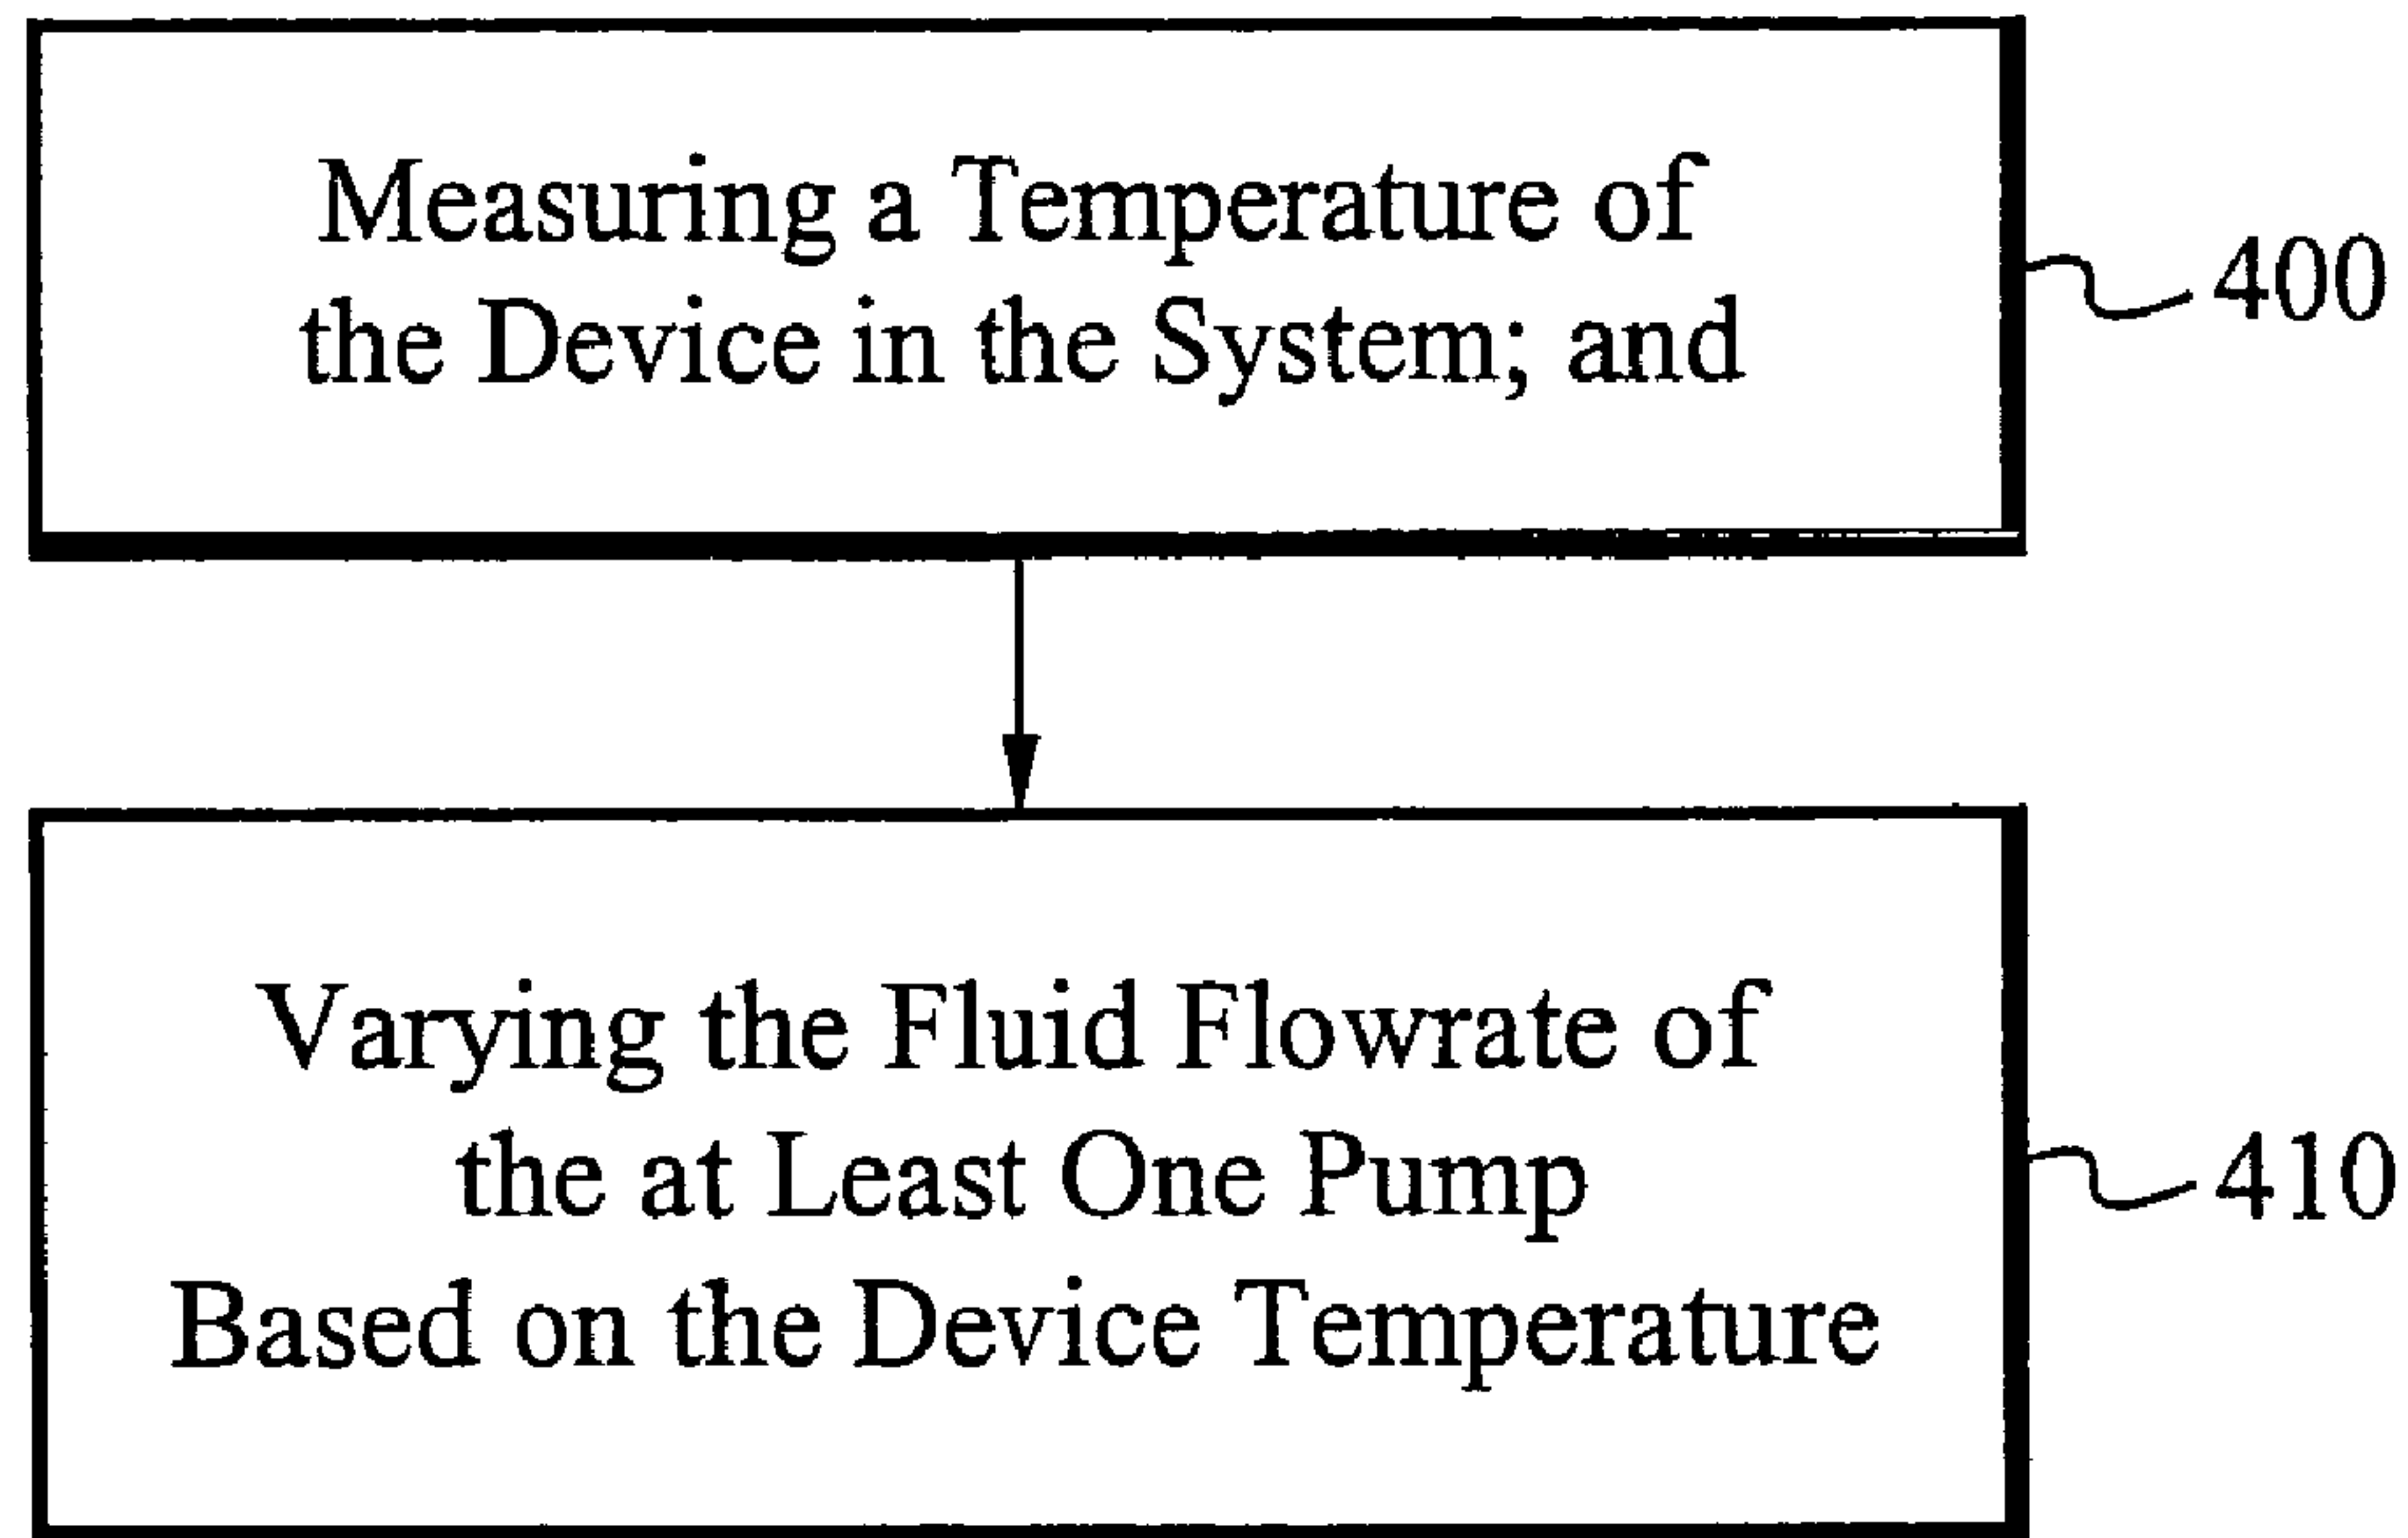 Measuring a Temperature of
the Device in the System; and
400
Varying the Fluid Flowrate of
the at Least One Pump
Based on the Device Temperature
410